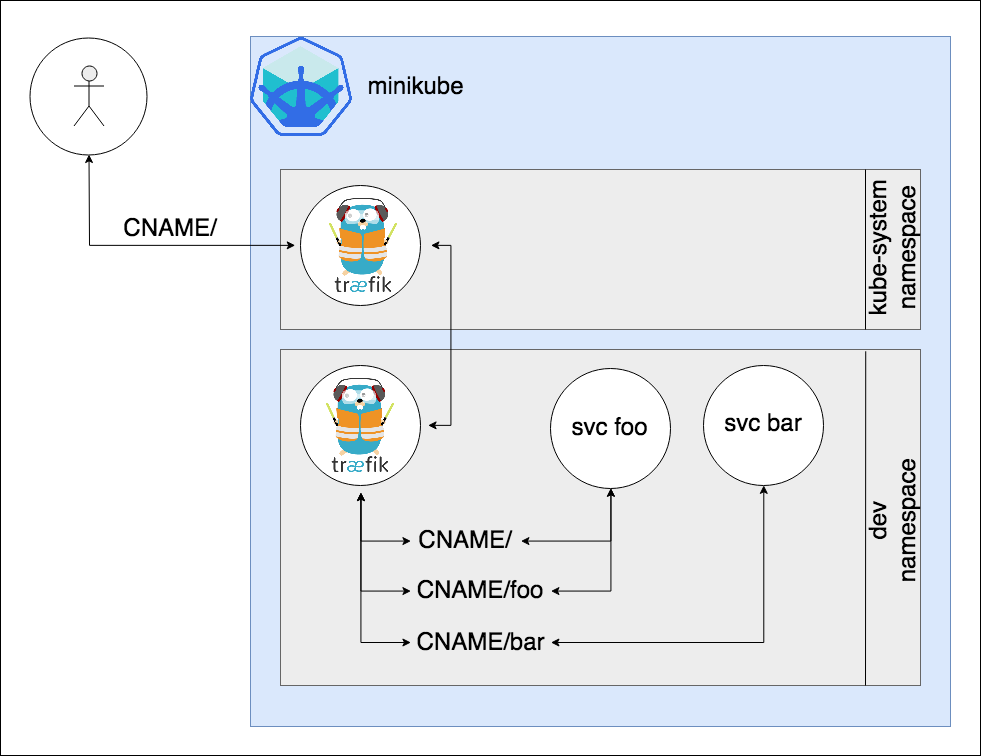 minikube
CNAME/
træfik
kube-system
namespace
træfik
svc foo
svc bar
dev
namespace
CNAME/
CNAME/foo
CNAME/bar